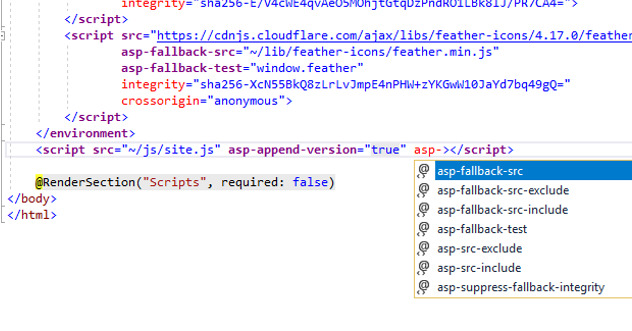 integrity="sha256-E/V4cWE4qvAeO5MOhjtGtqDzPndRO1LBk8lJ/PR7CA4=">
</script>
<script src="https://cdnjs.cloudflare.com/ajax/libs/feather-icons/4.17.0/feather
asp-fallback-src="~/lib/feather-icons/feather.min.js"
asp-fallback-test="window.feather"
integrity="sha256-XcN55BkQ8zLrLvJmpE4nPHW+zYKGwW10JaYd7bq49gQ="
crossorigin="anonymous">
</script>
</environment>
<script src="~/js/site.js" asp-append-version="true" asp-></script>
asp-fallback-src
@RenderSection("Scripts", required: false)
asp-fallback-src-exclude
</body>
asp-fallback-src-include
</html>
asp-fallback-test
asp-src-exclude
asp-src-include
asp-suppress-fallback-integrity